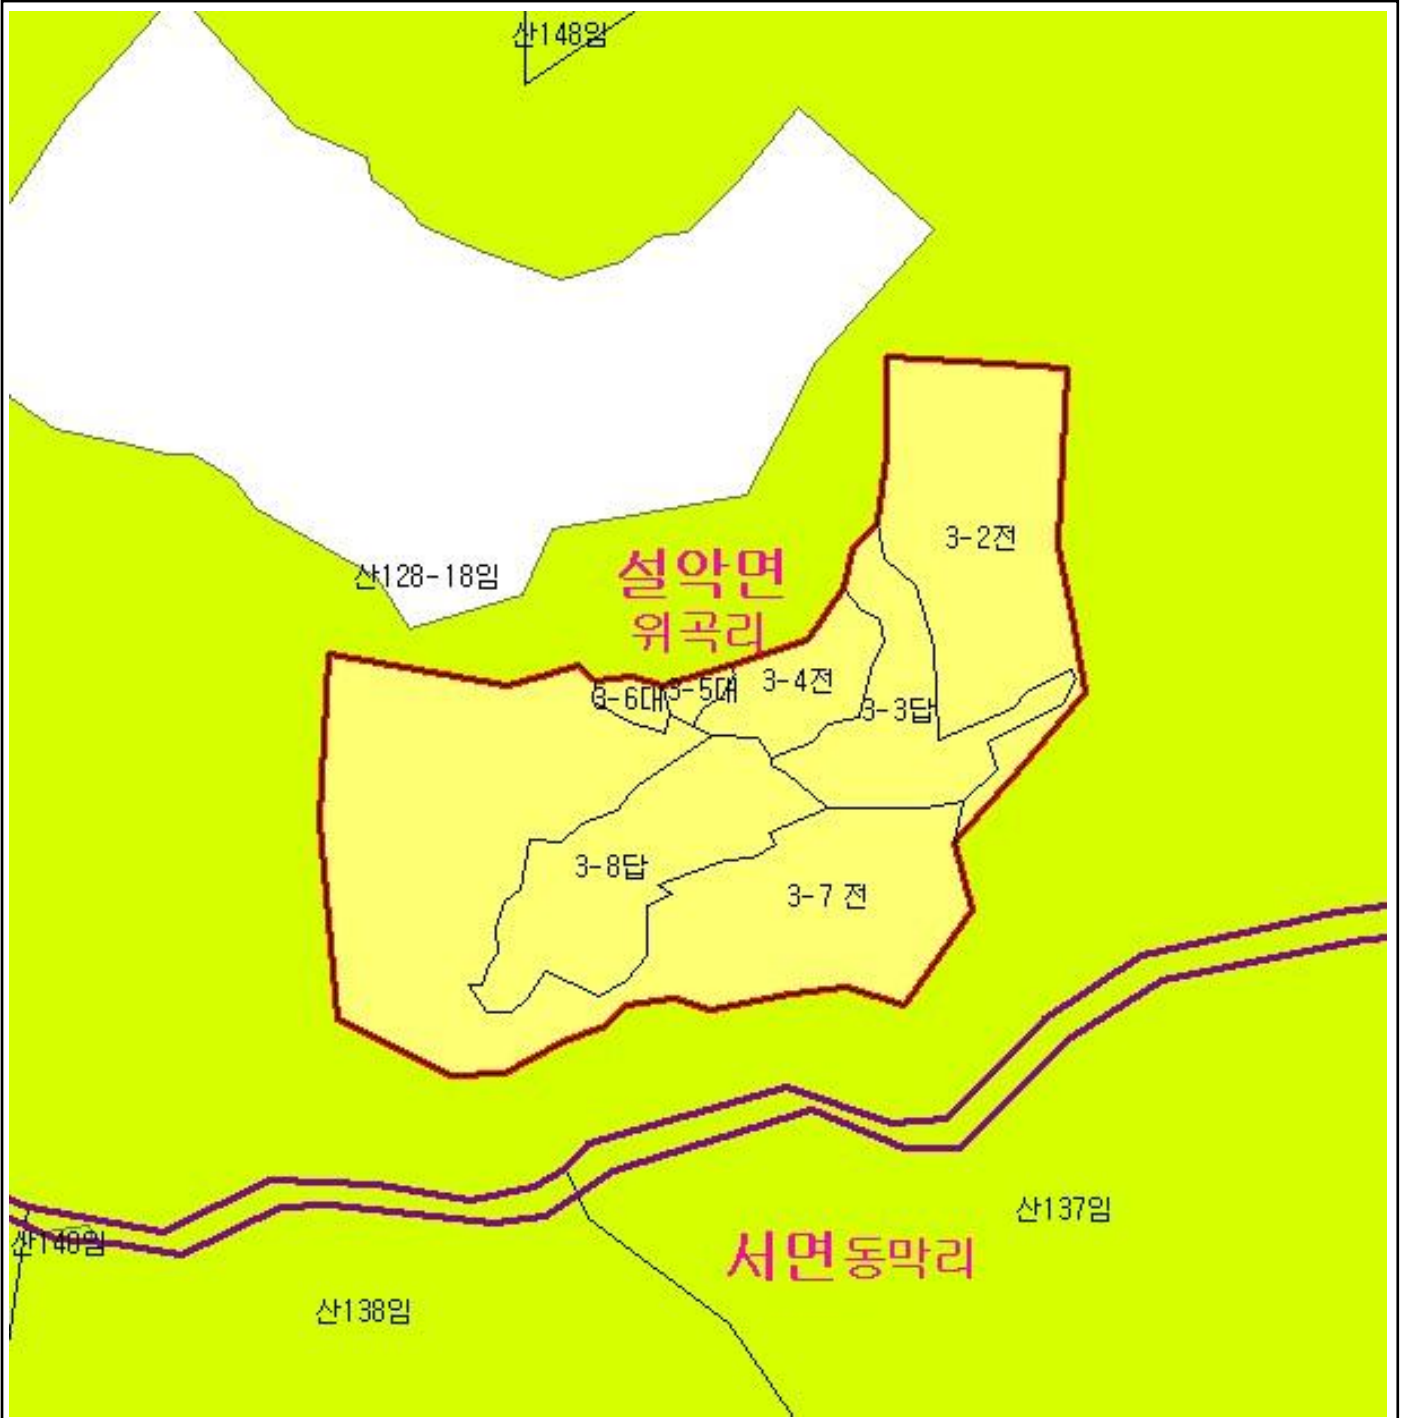 산148임
3-2전
산128-18임
설악면
위곡리
3-6대
3-5대
3-4전
3-3답
3-8답
3-7 전
산137임
산140임
서면 동막리
산138임